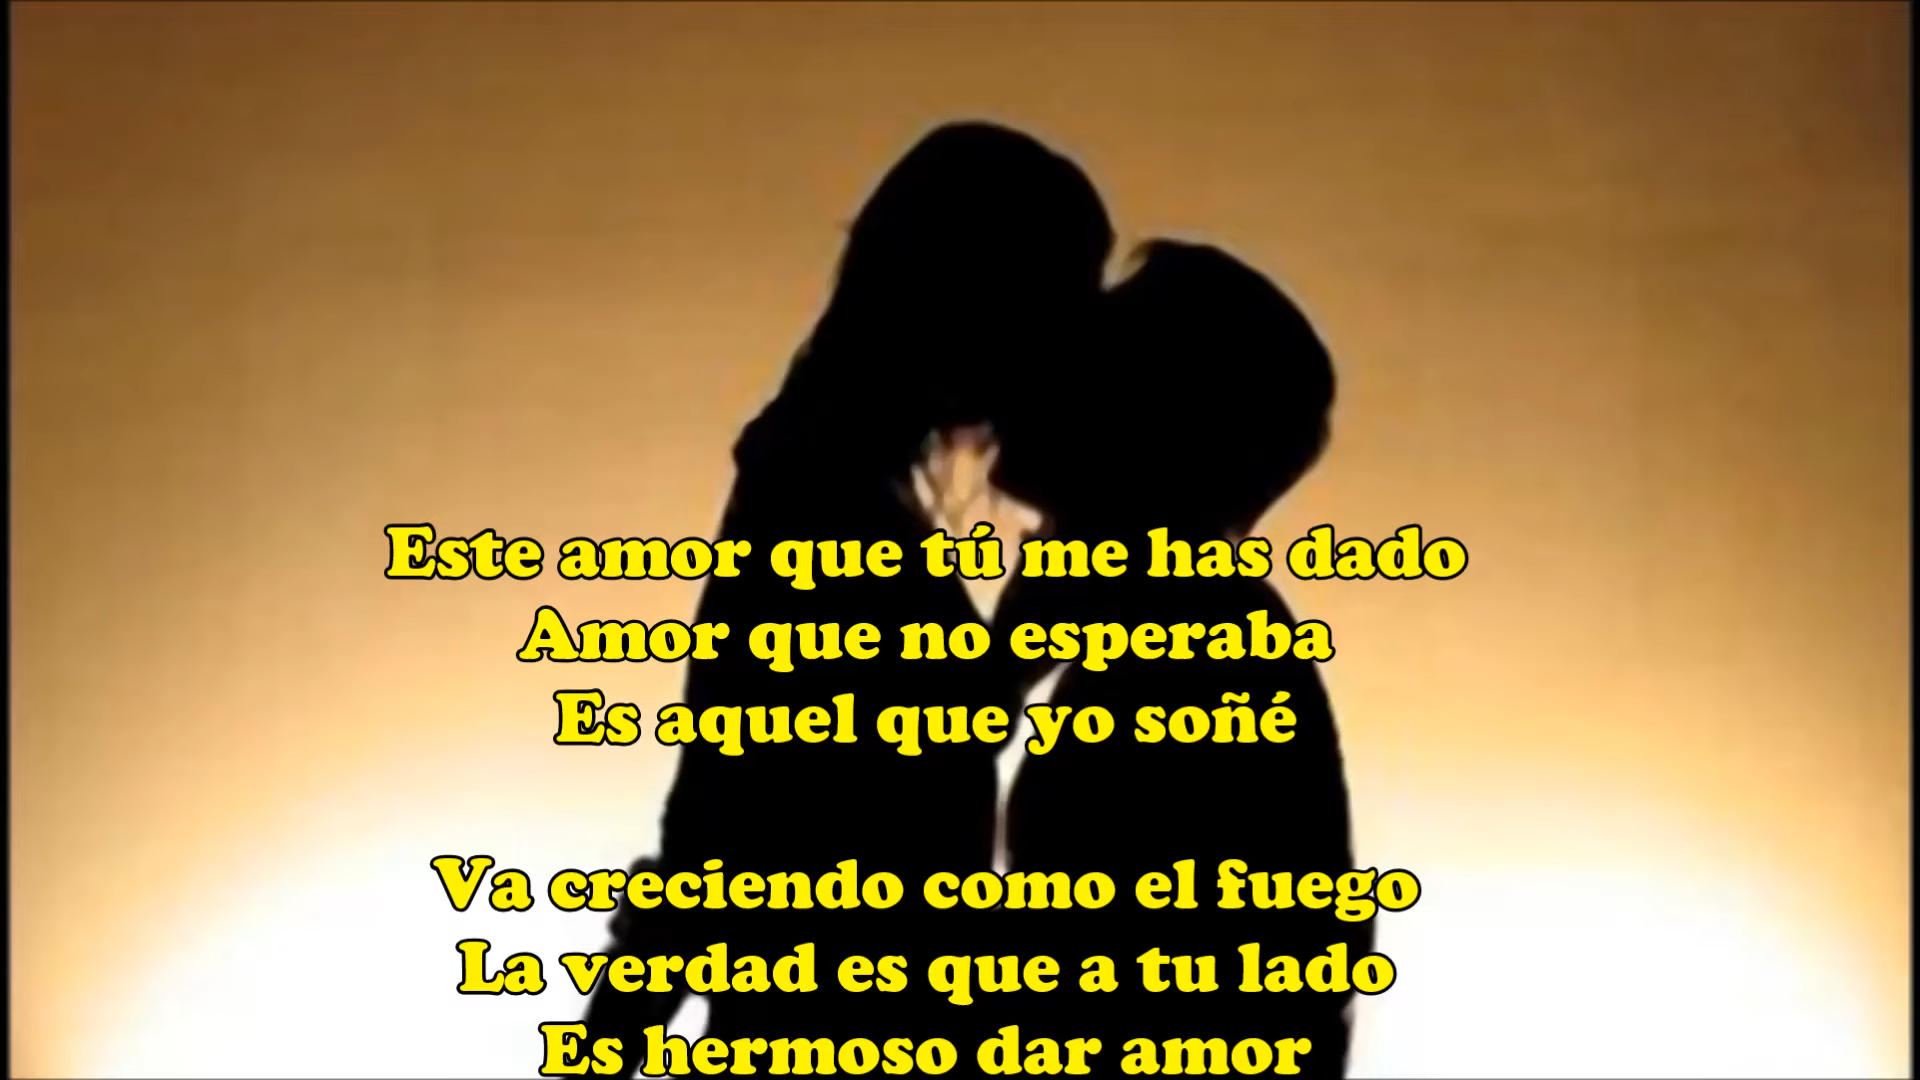 Este amor que tú me has dado
Amor que no esperaba
Es aquel que yo soñé
Va creciendo como el fuego
La verdad es que a tu lado
Es hermoso dar amor